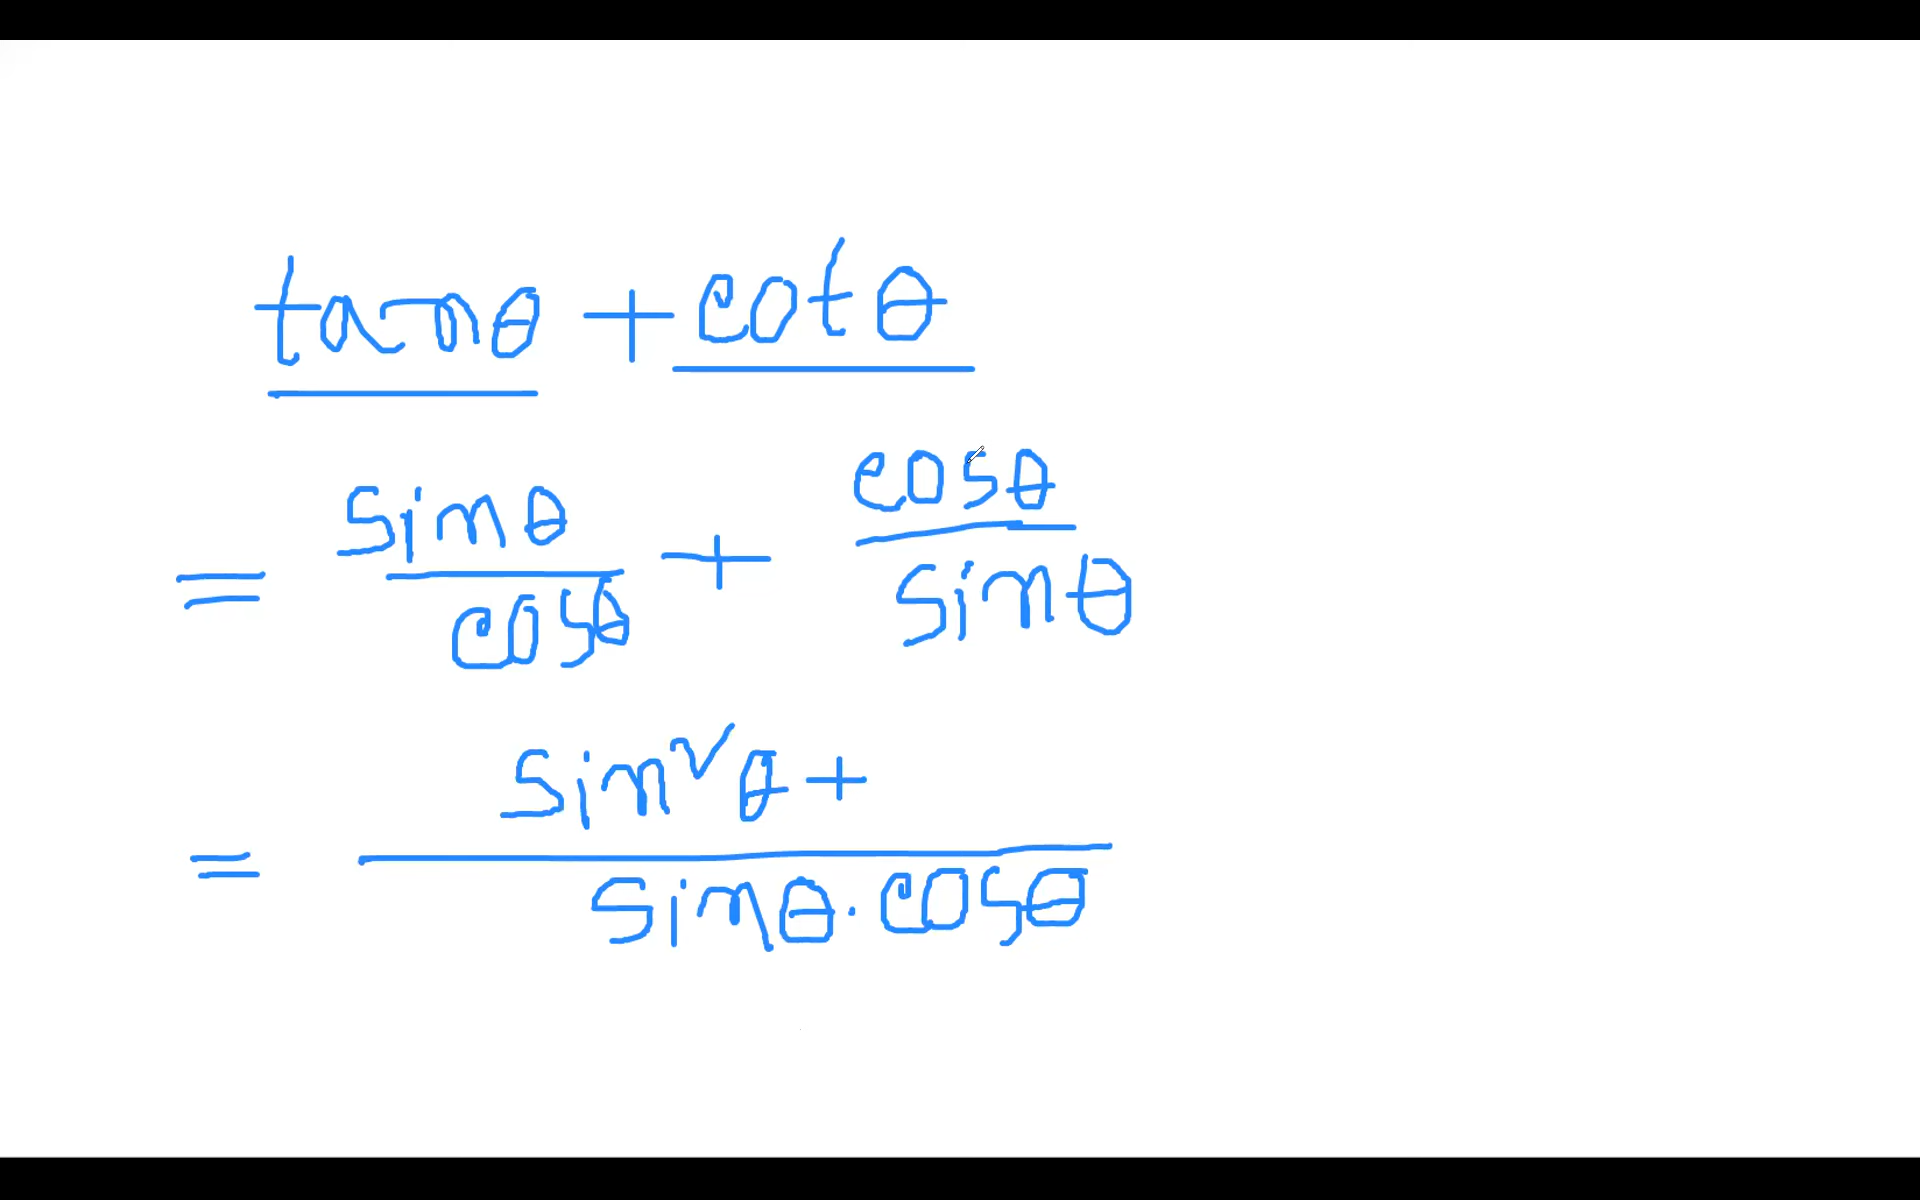 tanθ + cotθ
= sinθ/cosθ + cosθ/sinθ
= sin²θ + / sinθ.cosθ